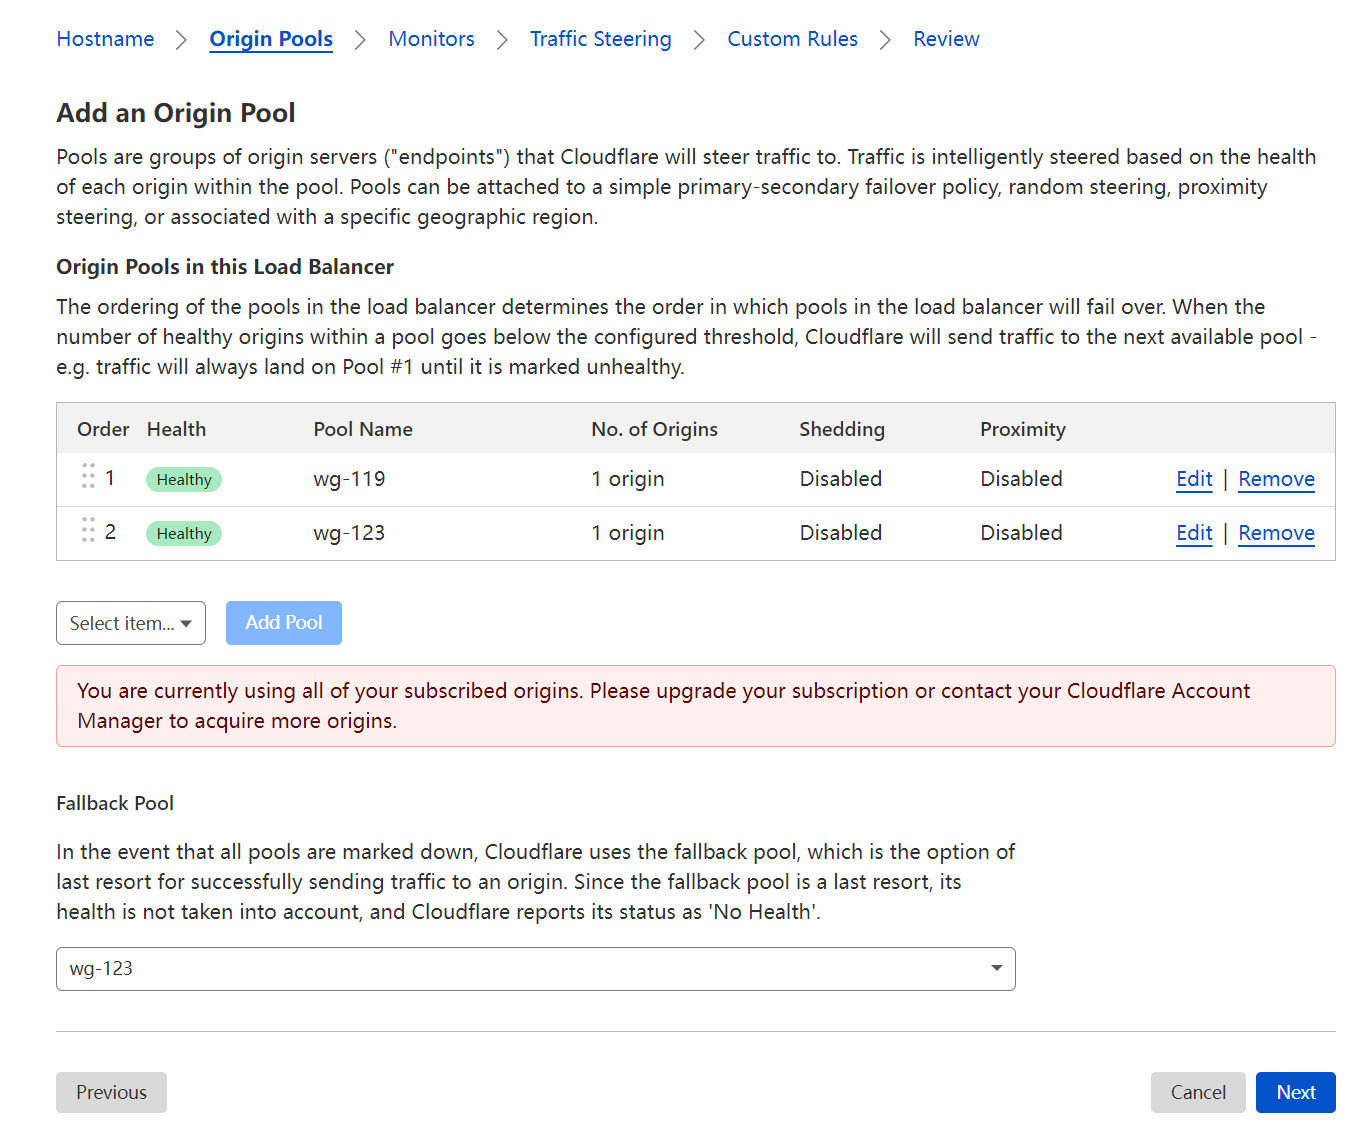 Hostname > Origin Pools > Monitors > Traffic Steering > Custom Rules > Review
Add an Origin Pool
Pools are groups of origin servers ("endpoints") that Cloudflare will steer traffic to. Traffic is intelligently steered based on the health
of each origin within the pool. Pools can be attached to a simple primary-secondary failover policy, random steering, proximity
steering, or associated with a specific geographic region.
Origin Pools in this Load Balancer
The ordering of the pools in the load balancer determines the order in which pools in the load balancer will fail over. When the
number of healthy origins within a pool goes below the configured threshold, Cloudflare will send traffic to the next available pool -
e.g. traffic will always land on Pool #1 until it is marked unhealthy.
Order Health Pool Name No. of Origins Shedding Proximity
1 Healthy wg-119 1 origin Disabled Disabled Edit | Remove
2 Healthy wg-123 1 origin Disabled Disabled Edit | Remove
Select item... Add Pool
You are currently using all of your subscribed origins. Please upgrade your subscription or contact your Cloudflare Account
Manager to acquire more origins.
Fallback Pool
In the event that all pools are marked down, Cloudflare uses the fallback pool, which is the option of
last resort for successfully sending traffic to an origin. Since the fallback pool is a last resort, its
health is not taken into account, and Cloudflare reports its status as 'No Health'.
wg-123
Previous Cancel Next